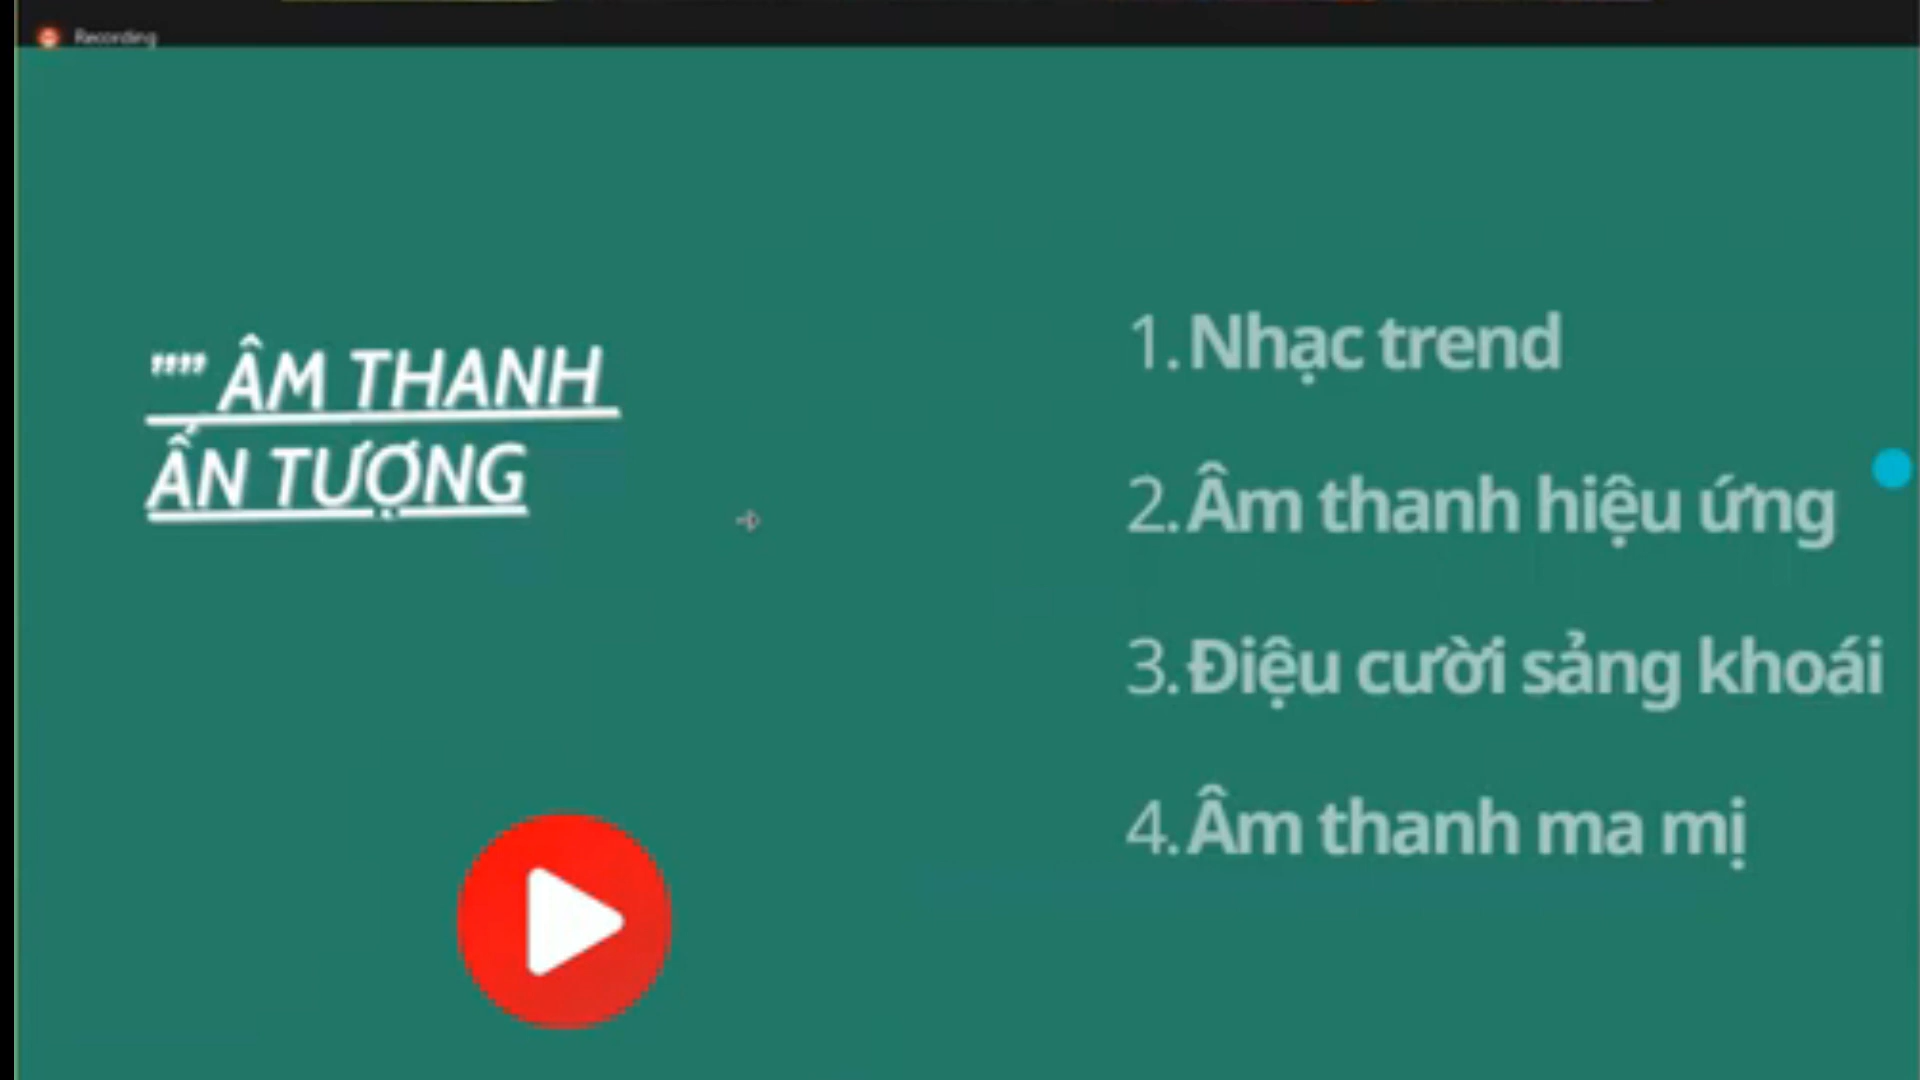 Recording
"" ÂM THANH
ẤN TƯỢNG
1. Nhạc trend
2. Âm thanh hiệu ứng
3. Điệu cười sảng khoái
4. Âm thanh ma mị